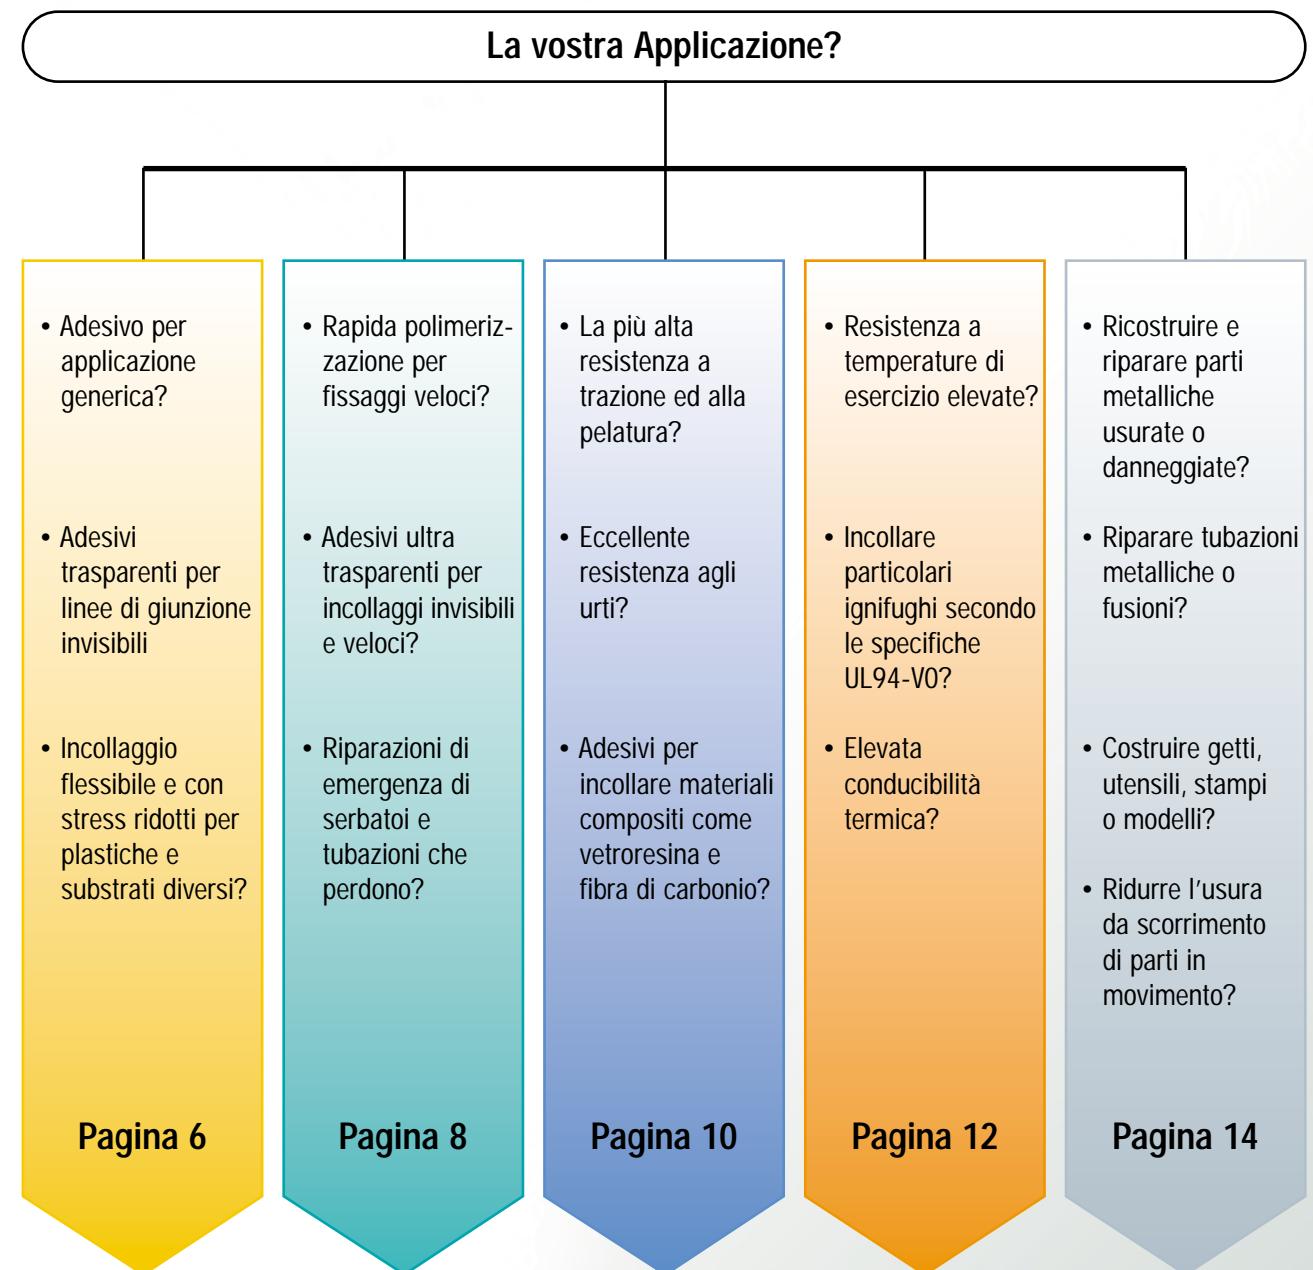 La vostra Applicazione?
• Adesivo per
applicazione
generica?
• Adesivi
trasparenti per
linee di giunzione
invisibili
• Incollaggio
flessibile e con
stress ridotti per
plastiche e
substrati diversi?
Pagina 6
• Rapida polimeriz-
zazione per
fissaggi veloci?
• Adesivi ultra
trasparenti per
incollaggi invisibili
e veloci?
• Riparazioni di
emergenza di
serbatoi e
tubazioni che
perdono?
Pagina 8
• La più alta
resistenza a
trazione ed alla
pelatura?
• Eccellente
resistenza agli
urti?
• Adesivi per
incollare materiali
compositi come
vetroresina e
fibra di carbonio?
Pagina 10
• Resistenza a
temperature di
esercizio elevate?
• Incollare
particolari
ignifughi secondo
le specifiche
UL94-V0?
• Elevata
conducibilità
termica?
Pagina 12
• Ricostruire e
riparare parti
metalliche
usurate o
danneggiate?
• Riparare tubazioni
metalliche o
fusioni?
• Costruire getti,
utensili, stampi
o modelli?
• Ridurre l'usura
da scorrimento
di parti in
movimento?
Pagina 14